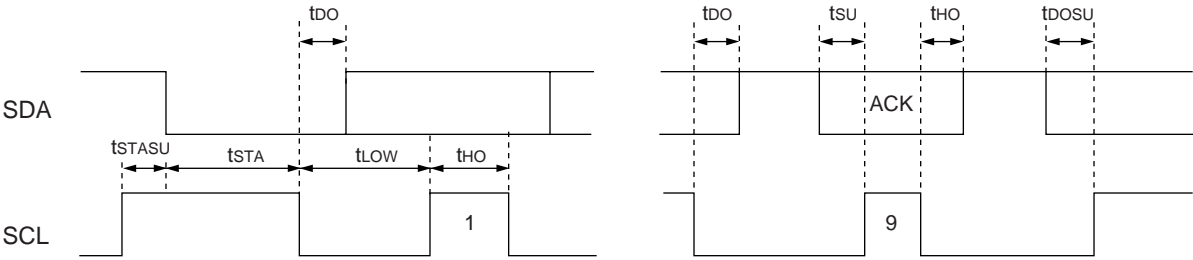 tDO tDO tSU tHO tDOSU
SDA ACK
tSTASU tSTA tLOW tHO
SCL 1 9